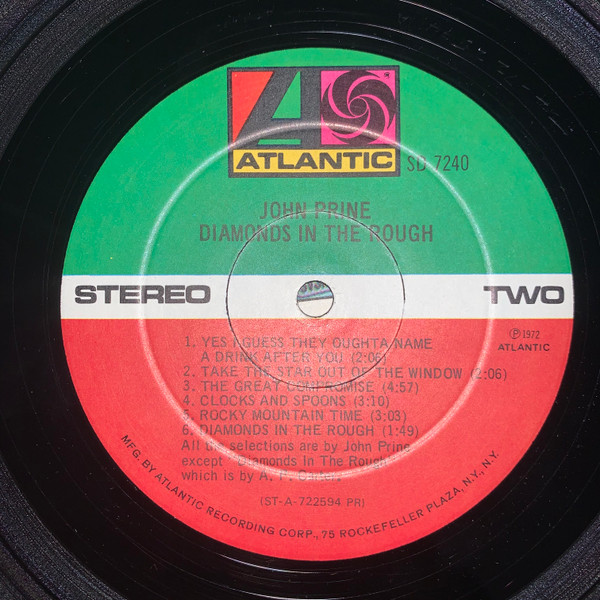 ATLANTIC
®
SD 7240
JOHN PRINE
DIAMONDS IN THE ROUGH
STEREO
TWO
℗ 1972
ATLANTIC
1. YES I GUESS THEY OUGHTA NAME
A DRINK AFTER YOU (2:06)
2. TAKE THE STAR OUT OF THE WINDOW (2:06)
3. THE GREAT COMPROMISE (4:57)
4. CLOCKS AND SPOONS (3:10)
5. ROCKY MOUNTAIN TIME (3:03)
6. DIAMONDS IN THE ROUGH (1:49)
All the selections are by John Prine
except "Diamonds In The Rough"
which is by A. P. Carter
(ST-A-722594 PR)
MFG. BY ATLANTIC RECORDING CORP., 75 ROCKEFELLER PLAZA, N.Y., N.Y.